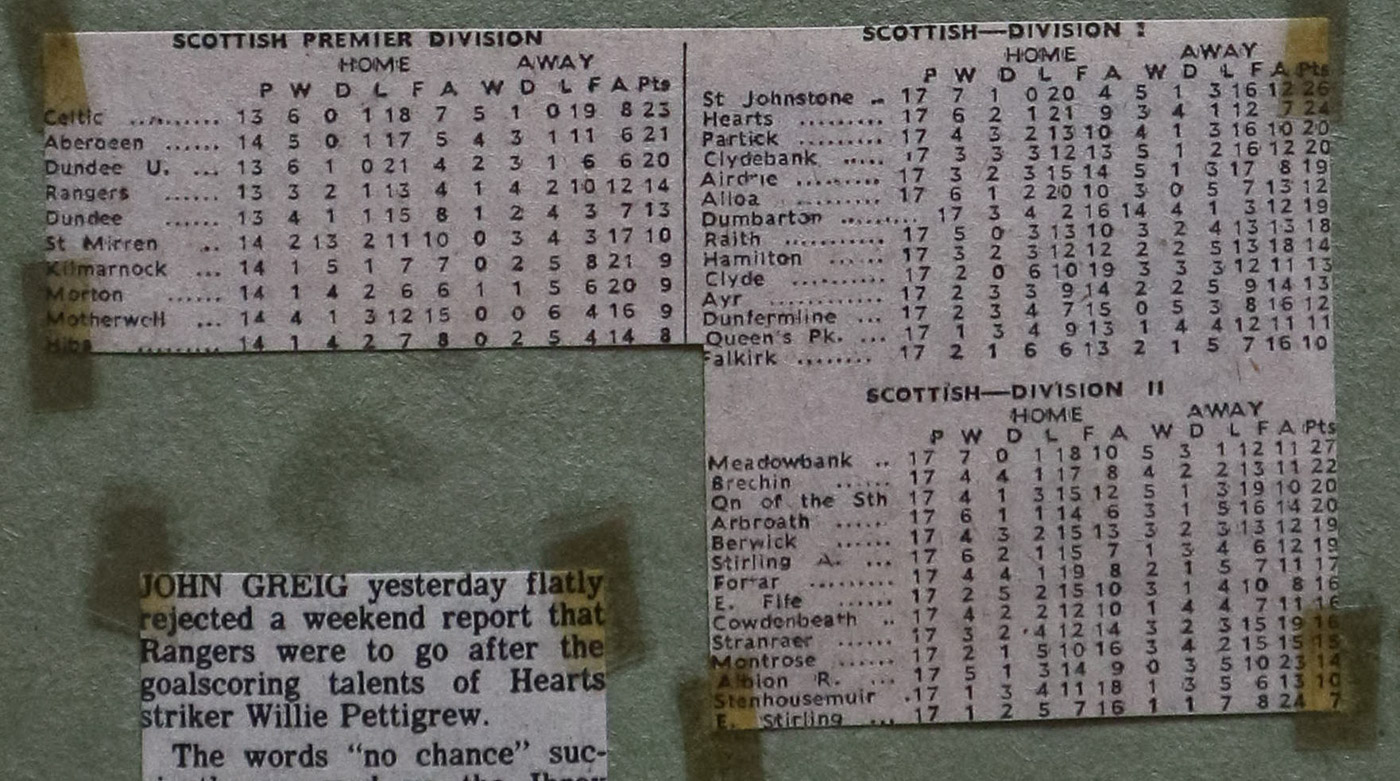 SCOTTISH PREMIER DIVISION
HOME AWAY
P W D L F A W D L F A Pts
Celtic .......... 13 6 0 1 18 7 5 1 0 19 8 23
Aberdeen ...... 14 5 0 1 17 5 4 3 1 11 6 21
Dundee U. ... 13 6 1 0 21 4 2 3 1 6 6 20
Rangers ...... 13 3 2 1 13 4 1 4 2 10 12 14
Dundee ...... 13 4 1 1 15 8 1 2 4 3 7 13
St Mirren .. 14 2 13 2 11 10 0 3 4 3 17 10
Kilmarnock ... 14 1 5 1 7 7 0 2 5 8 21 9
Morton ...... 14 1 4 2 6 6 1 1 5 6 20 9
Motherwell ... 14 4 1 3 12 15 0 0 6 4 16 9
Hibs ......... 14 1 4 2 7 8 0 2 5 4 14 8
SCOTTISH—DIVISION I
HOME AWAY
P W D L F A W D L F A Pts
St Johnstone .. 17 7 1 0 20 4 5 1 3 16 12 26
Hearts ......... 17 6 2 1 21 9 3 4 1 12 7 24
Partick ......... 17 4 3 2 13 10 4 1 3 16 10 20
Clydebank ..... 17 3 3 3 12 13 5 1 2 16 12 20
Airdrie ......... 17 3 2 3 15 14 5 1 3 17 8 19
Alloa ......... 17 6 1 2 20 10 3 0 5 7 13 12
Dumbarton ......... 17 3 4 2 16 14 4 1 3 12 19
Raith ........... 17 5 0 3 13 10 3 2 4 13 13 18
Hamilton ...... 17 3 2 3 12 12 2 2 5 13 18 14
Clyde ......... 17 2 0 6 10 19 3 3 3 12 11 13
Ayr ............ 17 2 3 3 9 14 2 2 5 9 14 13
Dunfermline ... 17 2 3 4 7 15 0 5 3 8 16 12
Queen's Pk. ... 17 1 3 4 9 13 1 4 4 12 11 11
Falkirk ........ 17 2 1 6 6 13 2 1 5 7 16 10
SCOTTISH—DIVISION II
HOME AWAY
P W D L F A W D L F A Pts
Meadowbank .. 17 7 0 1 18 10 5 3 1 12 11 27
Brechin ...... 17 4 4 1 17 8 4 2 2 13 11 22
Qn of the Sth 17 4 1 3 15 12 5 1 3 19 10 20
Arbroath ..... 17 6 1 1 14 6 3 1 5 16 14 20
Berwick ...... 17 4 3 2 15 13 3 2 3 13 12 19
Stirling A. ... 17 6 2 1 15 7 1 3 4 6 12 19
Forfar ......... 17 4 4 1 19 8 2 1 5 7 11 17
E. Fife ...... 17 2 5 2 15 10 3 1 4 10 8 16
Cowdenbeath .. 17 4 2 2 12 10 1 4 4 7 11 16
Stranraer ...... 17 3 2 4 12 14 3 2 3 15 19 16
Montrose ...... 17 2 1 5 10 16 3 4 2 15 15 15
Albion R. ... 17 5 1 3 14 9 0 3 5 10 23 14
Stenhousemuir .17 1 3 4 11 18 1 3 5 6 13 10
E. Stirling ... 17 1 2 5 7 16 1 1 7 8 24 7
JOHN GREIG yesterday flatly
rejected a weekend report that
Rangers were to go after the
goalscoring talents of Hearts
striker Willie Pettigrew.
The words “no chance” suc-